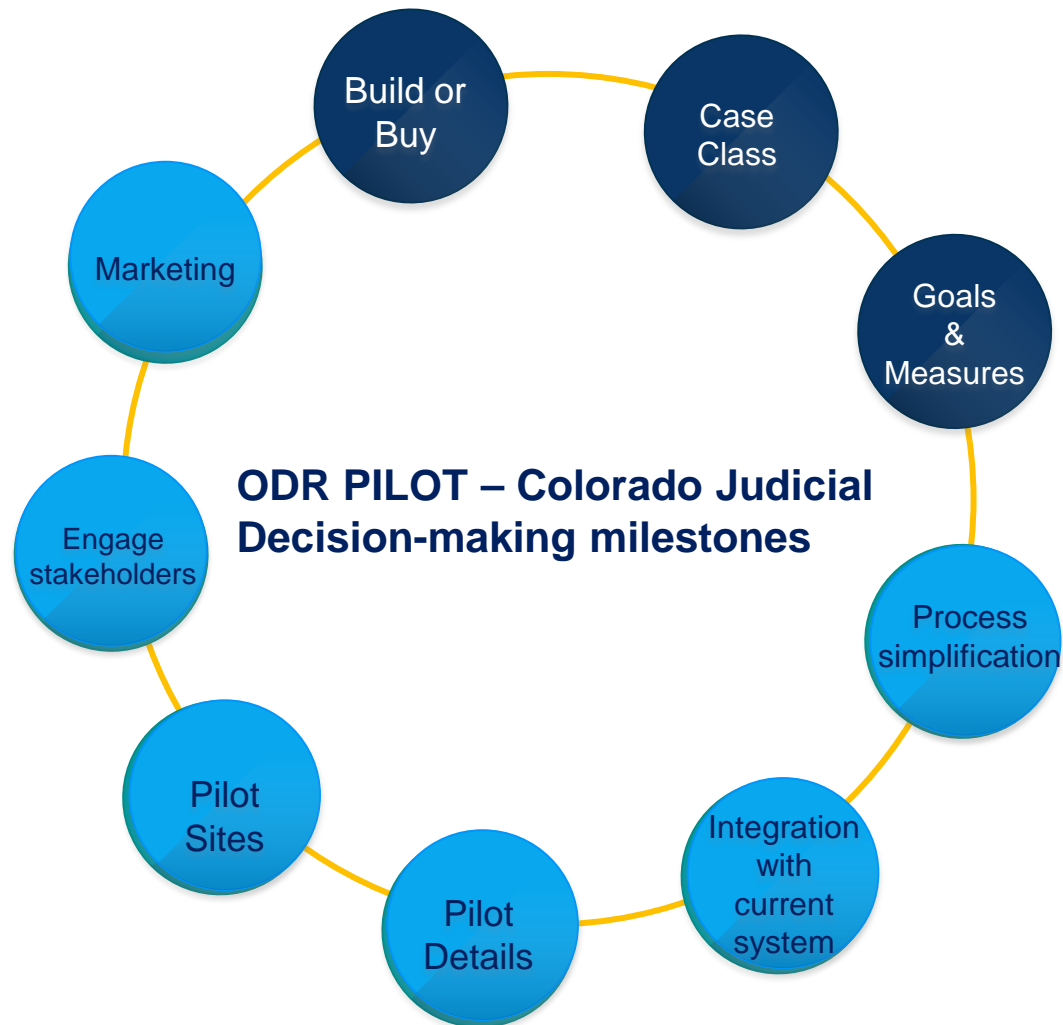 Build or
Buy
Case
Class
Goals
&
Measures
Process
simplification
Integration
with
current
system
Pilot
Details
Pilot
Sites
Engage
stakeholders
Marketing
ODR PILOT – Colorado Judicial
Decision-making milestones